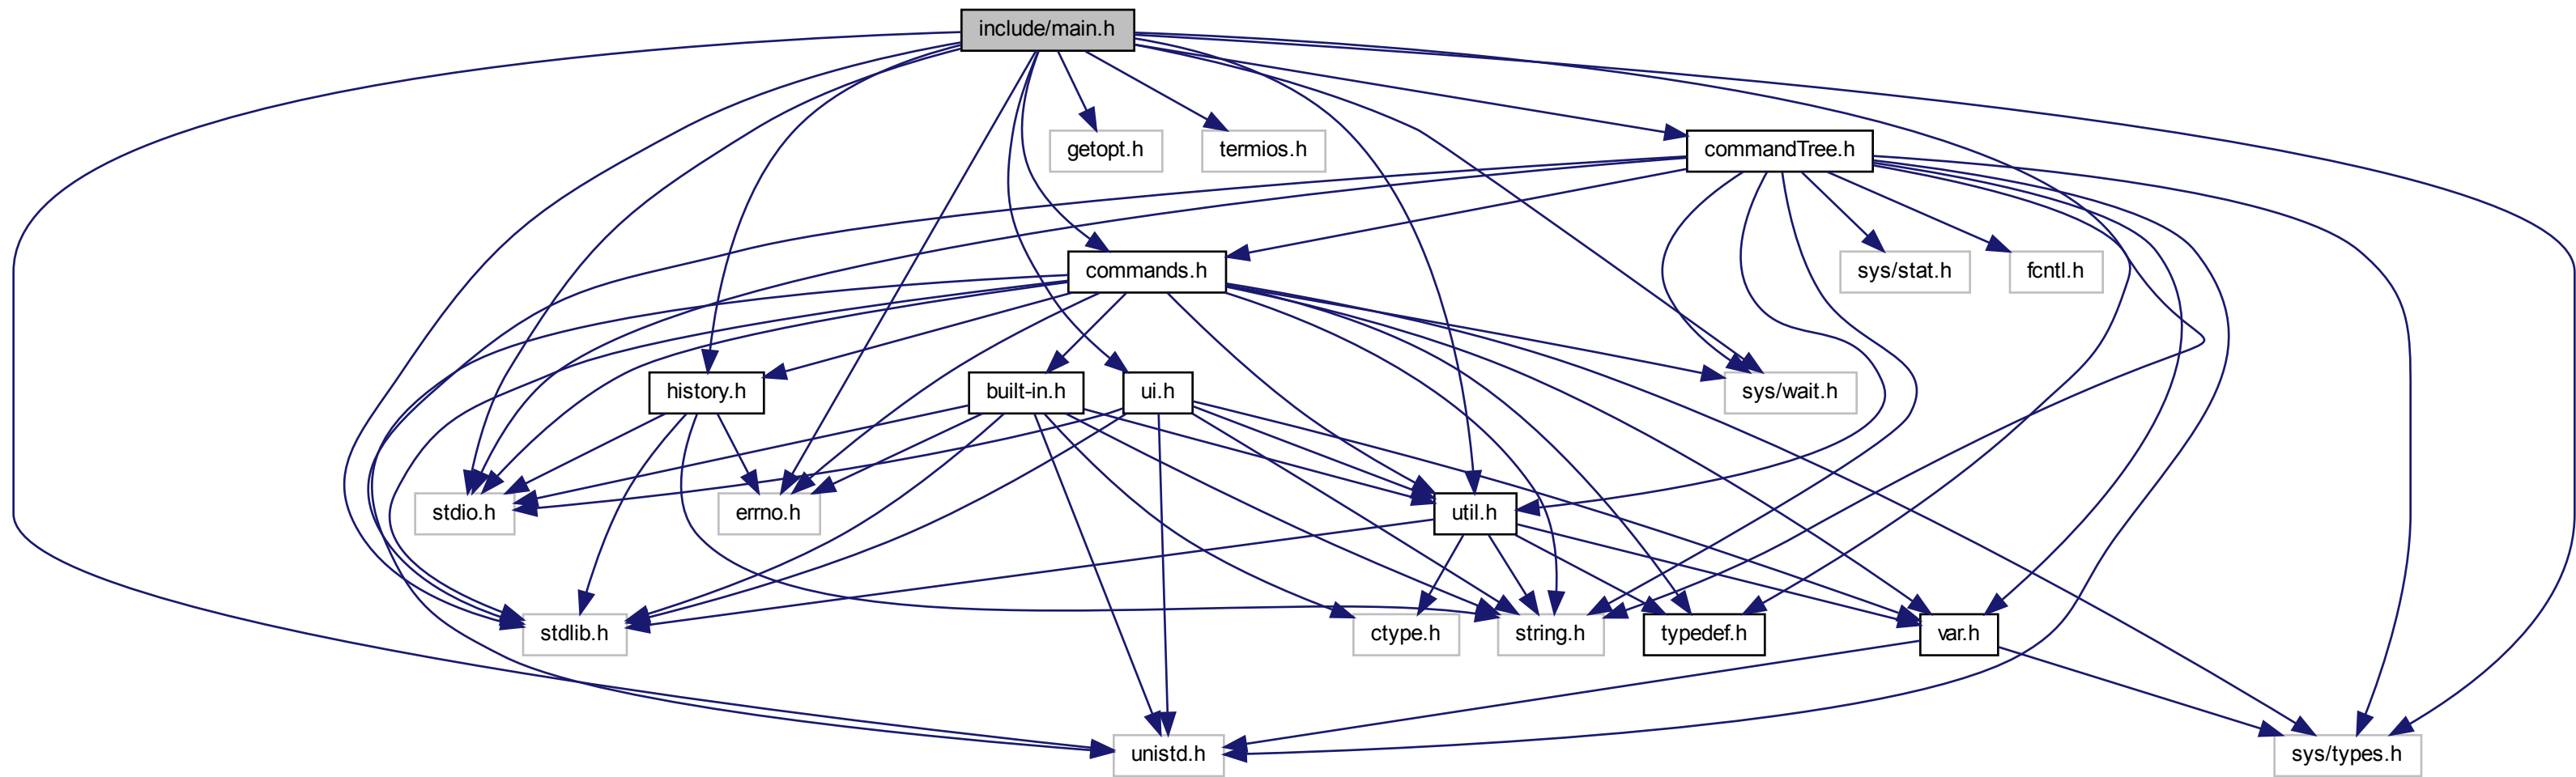 include/main.h
getopt.h
termios.h
commandTree.h
commands.h
sys/stat.h
fcntl.h
history.h
built-in.h
ui.h
sys/wait.h
stdio.h
errno.h
util.h
stdlib.h
ctype.h
string.h
typedef.h
var.h
unistd.h
sys/types.h